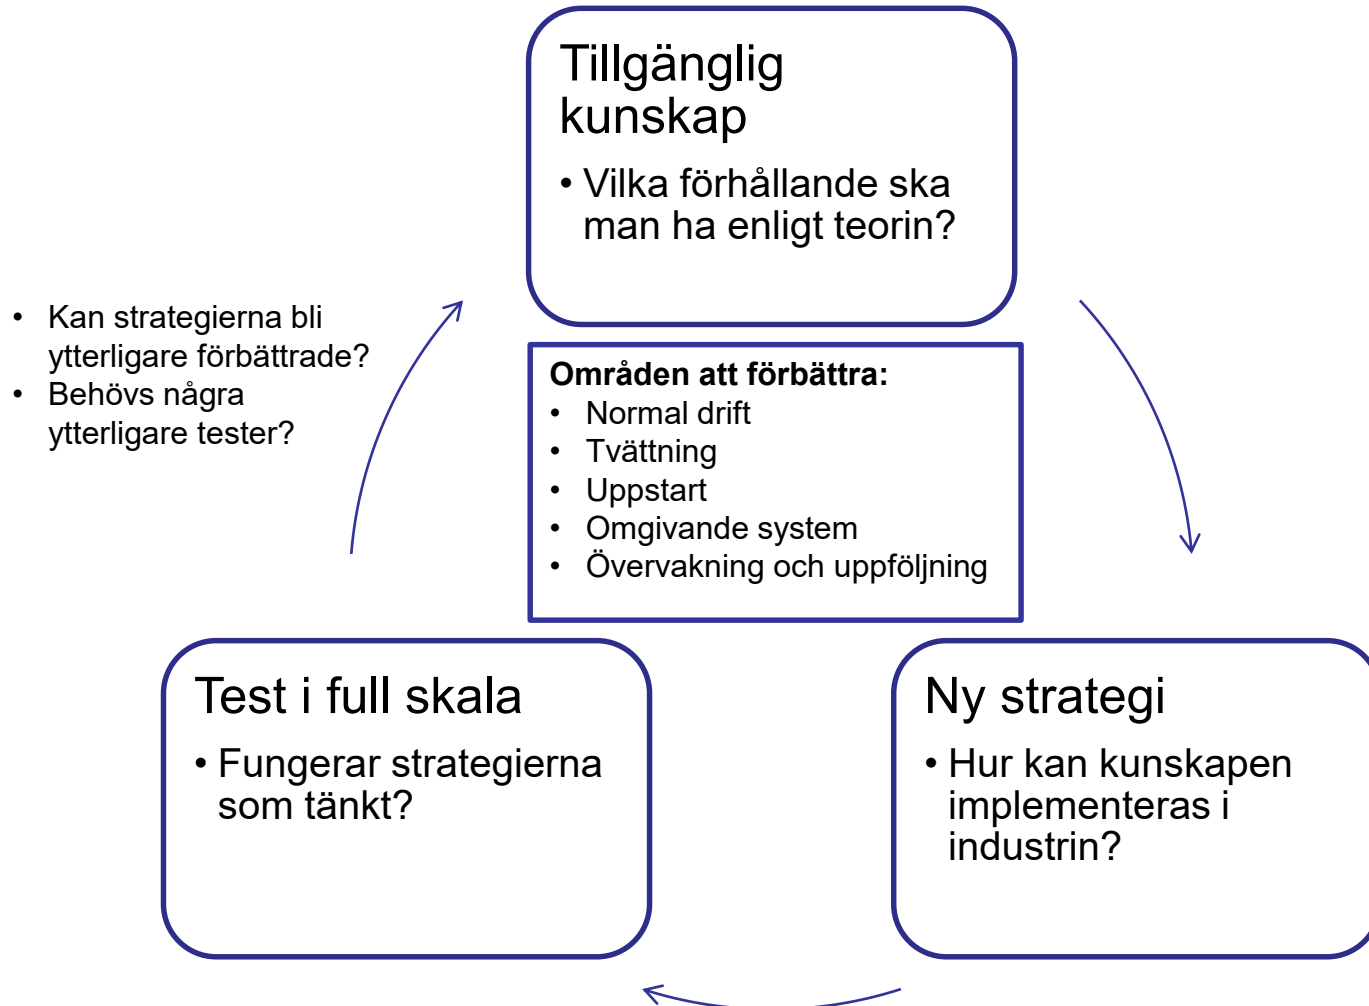 Tillgänglig
kunskap
• Vilka förhållande ska
man ha enligt teorin?
• Kan strategierna bli
ytterligare förbättrade?
• Behövs några
ytterligare tester?
Områden att förbättra:
• Normal drift
• Tvättning
• Uppstart
• Omgivande system
• Övervakning och uppföljning
Test i full skala
• Fungerar strategierna
som tänkt?
Ny strategi
• Hur kan kunskapen
implementeras i
industrin?